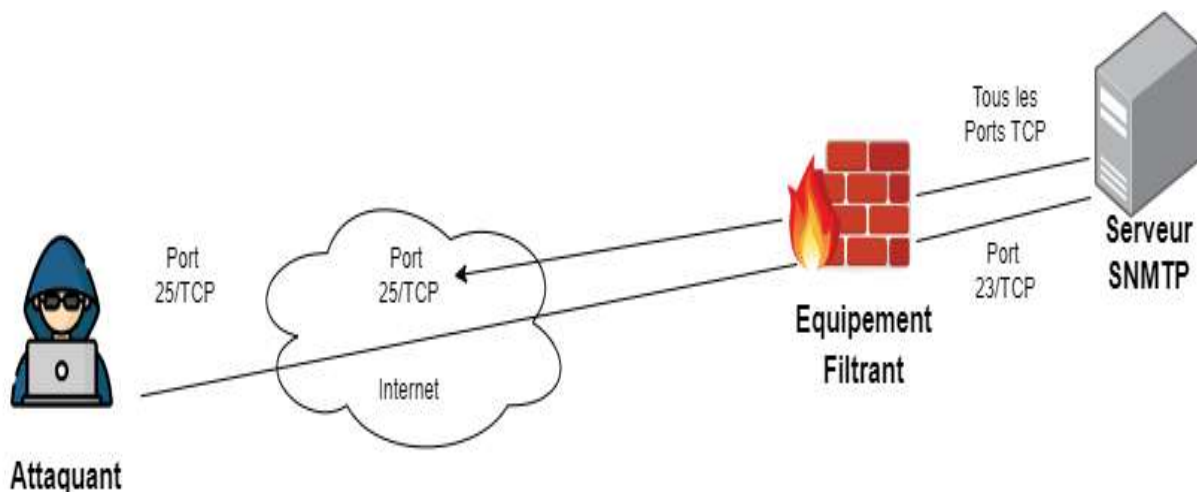 Tous les
Ports TCP
Port
25/TCP
Port
25/TCP
Port
23/TCP
Serveur
SNMTP
Equipement
Filtrant
Internet
Attaquant